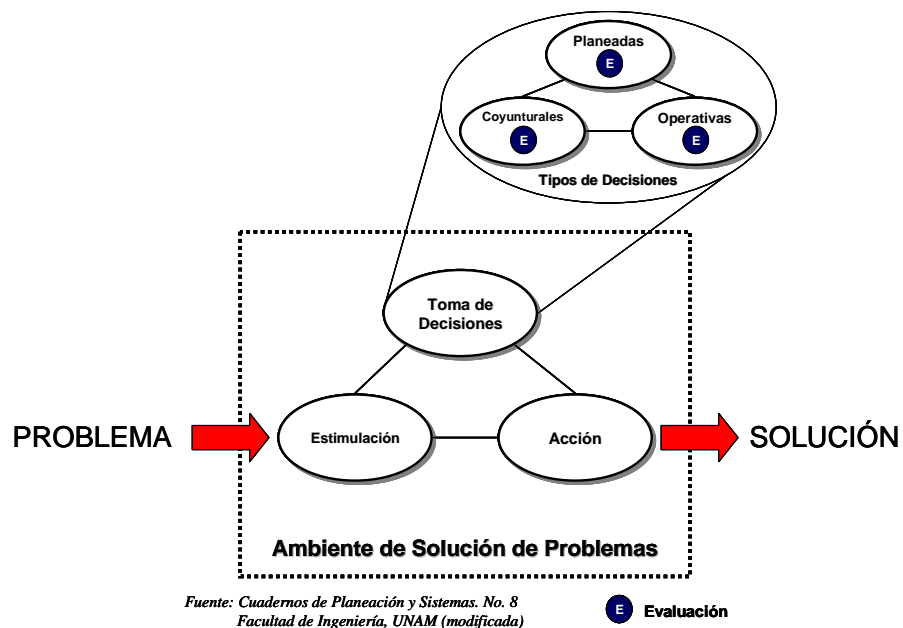 Planeadas
E
Coyunturales
E
Operativas
E
Tipos de Decisiones
Toma de
Decisiones
PROBLEMA
Estimulación
Acción
SOLUCIÓN
Ambiente de Solución de Problemas
Fuente: Cuadernos de Planeación y Sistemas. No. 8
Facultad de Ingeniería, UNAM (modificada)
E Evaluación